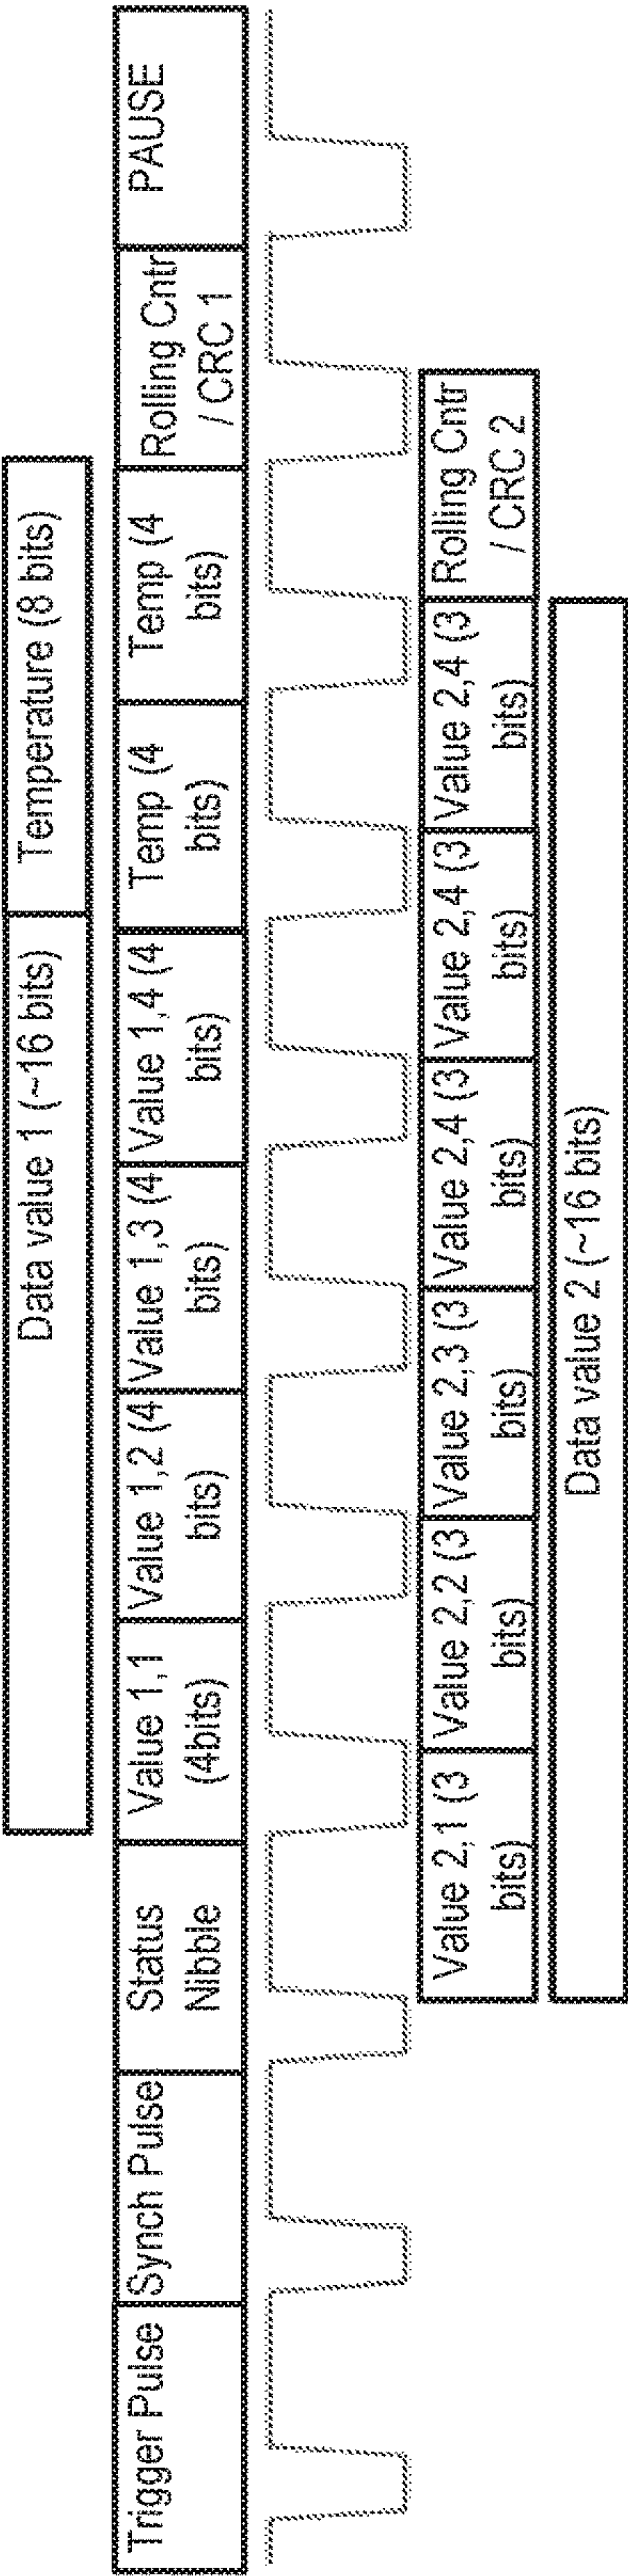 Data value 1 (~16 bits)
Temperature (8 bits)
Trigger Pulse
Synch Pulse
Status
Nibble
Value 1,1
(4bits)
Value 1,2 (4
bits)
Value 1,3 (4
bits)
Value 1,4 (4
bits)
Temp (4
bits)
Temp (4
bits)
Rolling Cntr
/ CRC 1
PAUSE
Value 2,1 (3
bits)
Value 2,2 (3
bits)
Value 2,3 (3
bits)
Value 2,4 (3
bits)
Value 2,4 (3
bits)
Value 2,4 (3
bits)
Rolling Cntr
/ CRC 2
Data value 2 (~16 bits)